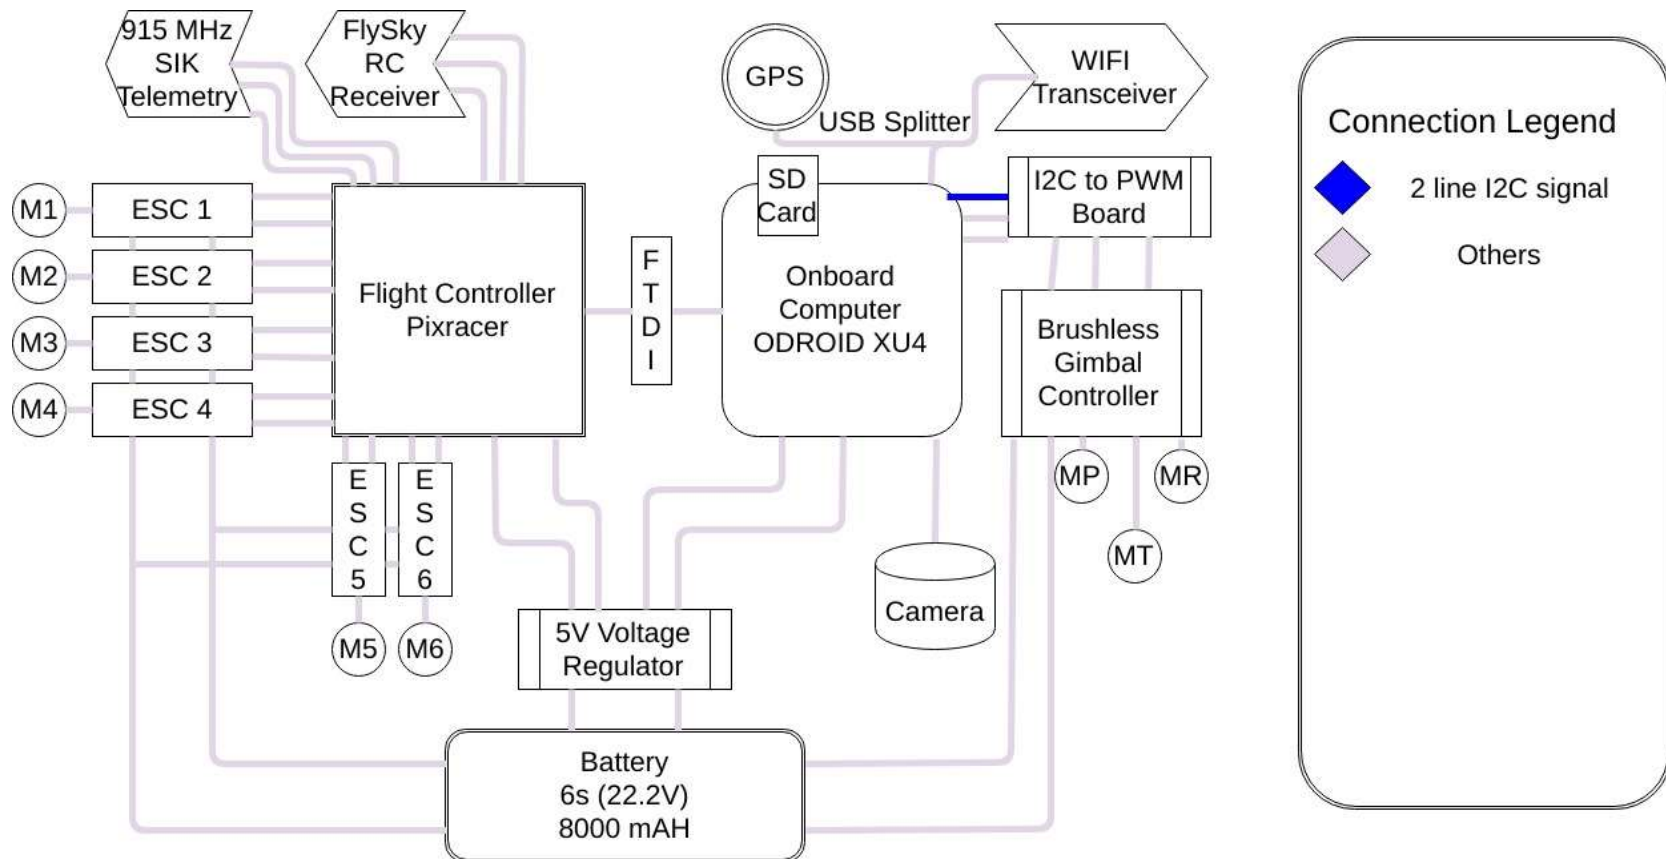 915 MHz
SIK
Telemetry
FlySky
RC
Receiver
GPS
USB Splitter
WIFI
Transceiver
Connection Legend
2 line I2C signal
Others
SD
Card
I2C to PWM
Board
M1
ESC 1
M2
ESC 2
M3
ESC 3
M4
ESC 4
Flight Controller
Pixracer
F
T
D
I
Onboard
Computer
ODROID XU4
Brushless
Gimbal
Controller
MP
MR
MT
E
S
C
5
E
S
C
6
M5
M6
5V Voltage
Regulator
Camera
Battery
6s (22.2V)
8000 mAH